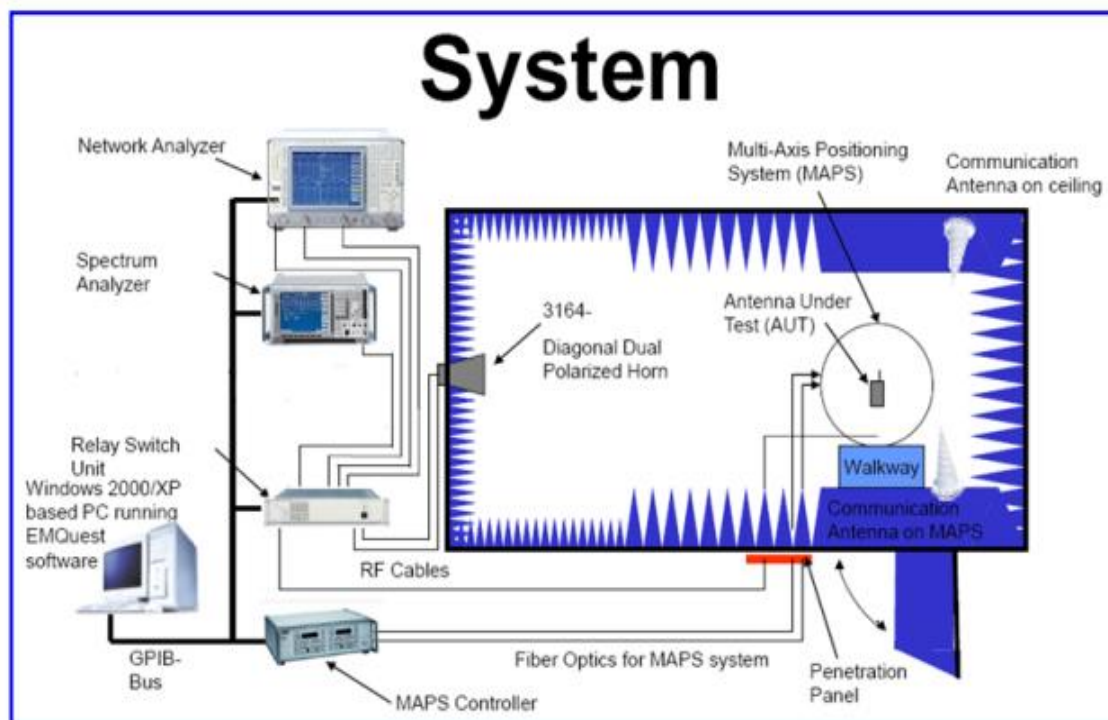 System
Network Analyzer
Multi-Axis Positioning
System (MAPS)
Communication
Antenna on ceiling
Spectrum
Analyzer
3164-
Diagonal Dual
Polarized Horn
Antenna Under
Test (AUT)
Relay Switch
Unit
Windows 2000/XP
based PC running
EMQuest
software
Walkway
Communication
Antenna on MAPS
RF Cables
GPIB-
Bus
Fiber Optics for MAPS system
Penetration
Panel
MAPS Controller